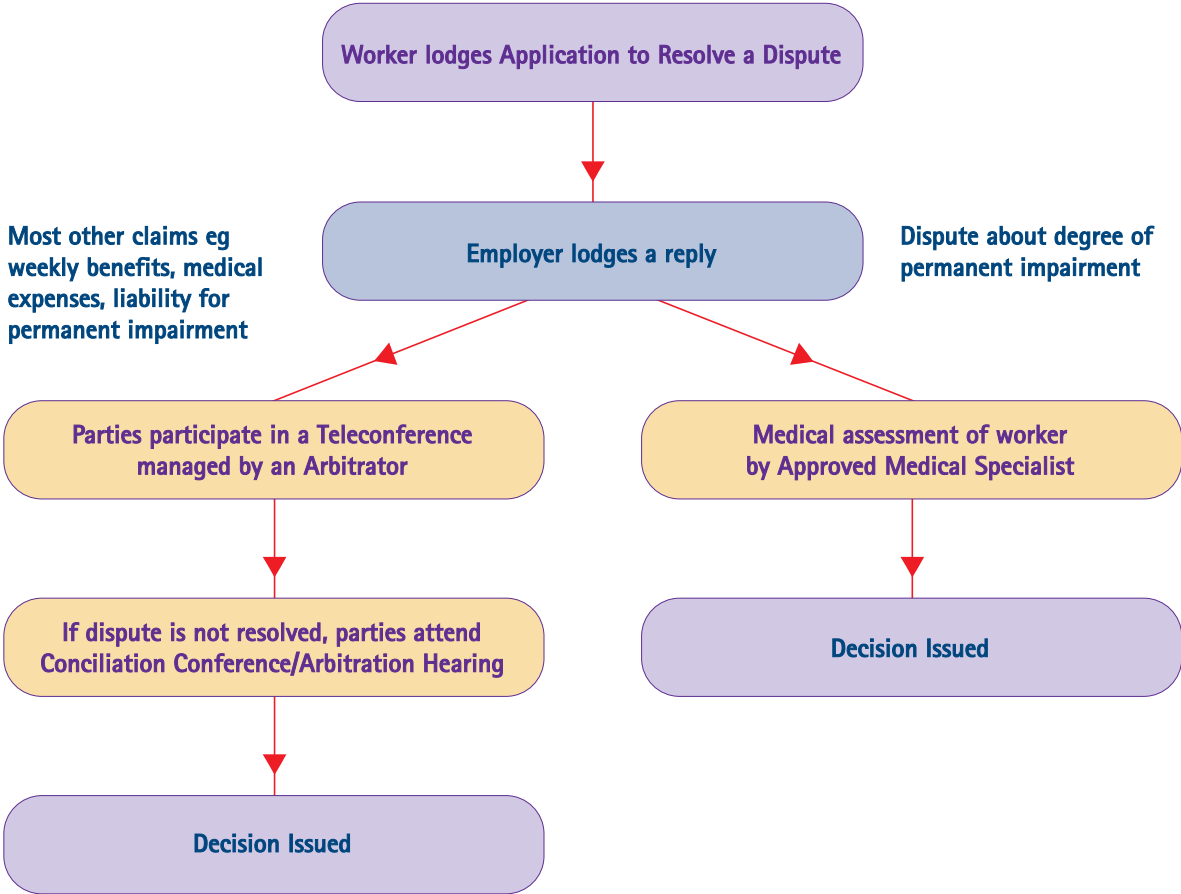 Worker lodges Application to Resolve a Dispute
Most other claims eg
weekly benefits, medical
expenses, liability for
permanent impairment
Employer lodges a reply
Dispute about degree of
permanent impairment
Parties participate in a Teleconference
managed by an Arbitrator
Medical assessment of worker
by Approved Medical Specialist
If dispute is not resolved, parties attend
Conciliation Conference/Arbitration Hearing
Decision Issued
Decision Issued